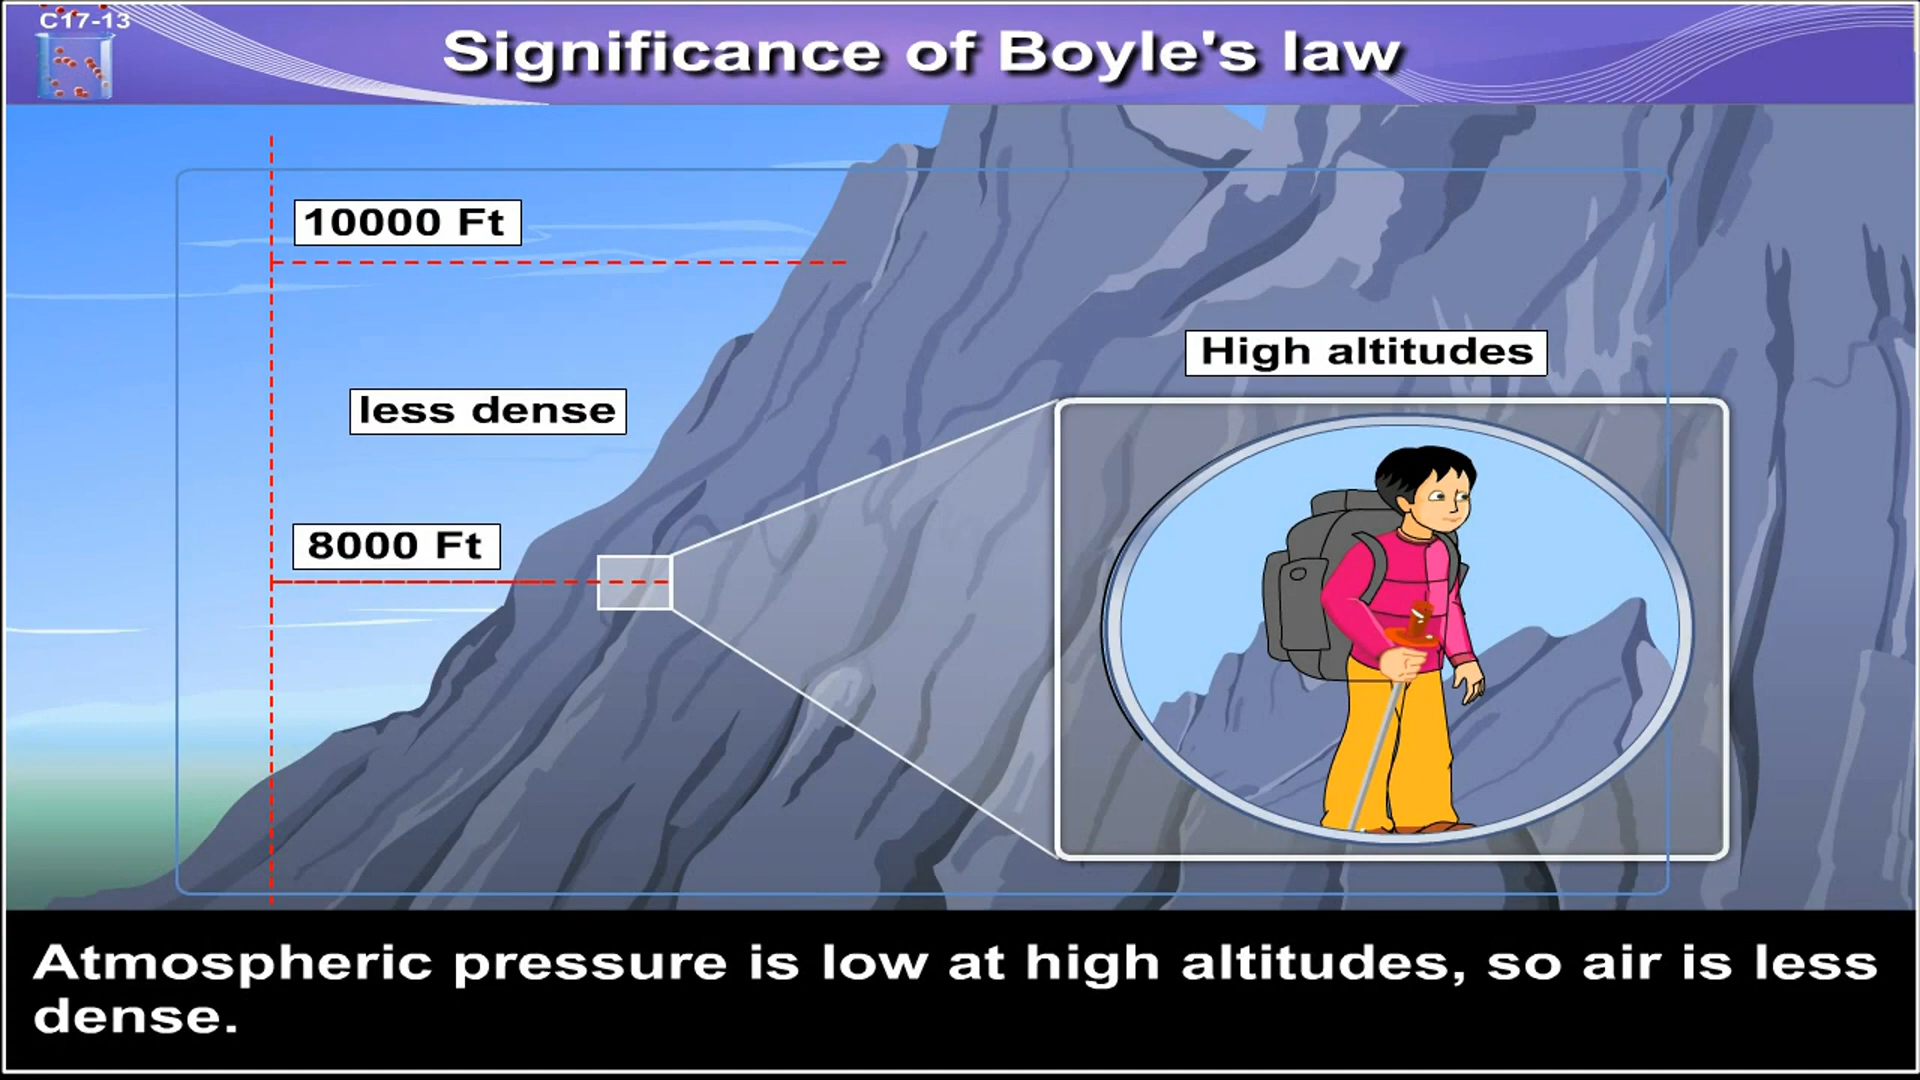 C17-13
Significance of Boyle's law
10000 Ft
High altitudes
less dense
8000 Ft
Atmospheric pressure is low at high altitudes, so air is less
dense.